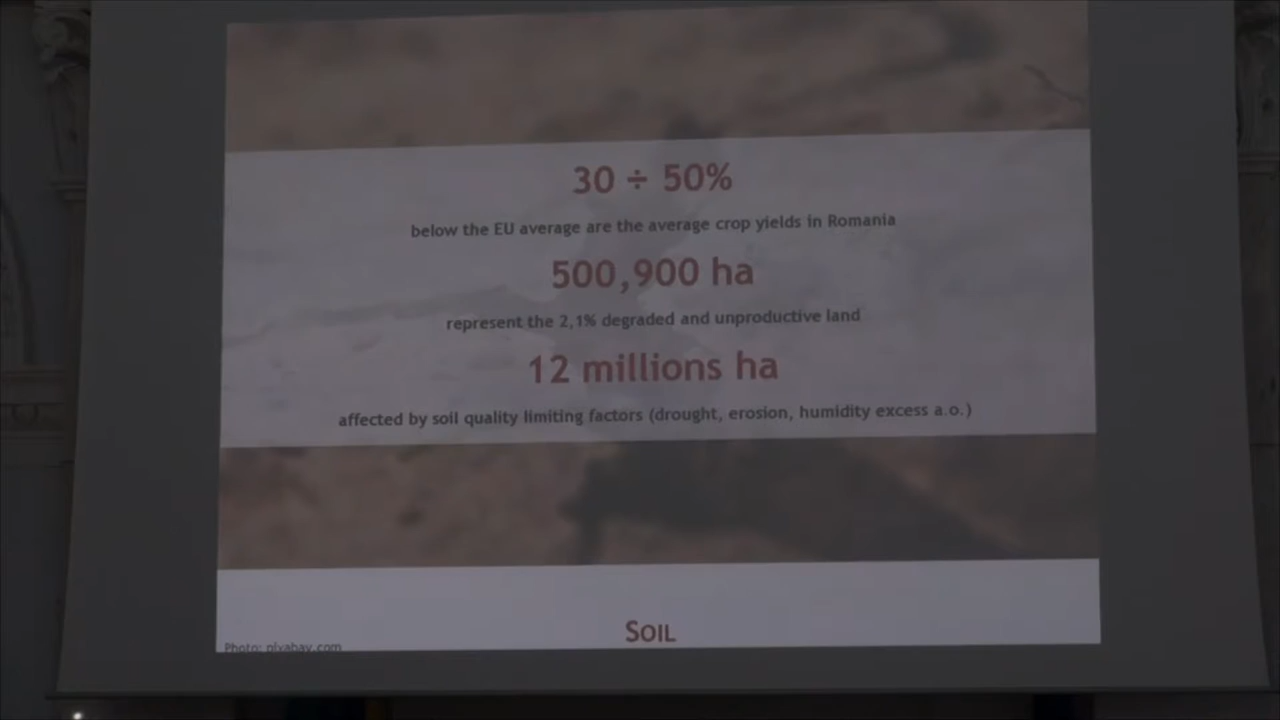 30 ÷ 50%
below the EU average are the average crop yields in Romania
500,900 ha
represent the 2,1% degraded and unproductive land
12 millions ha
affected by soil quality limiting factors (drought, erosion, humidity excess a.o.)
SOIL
Photo: pixabay.com